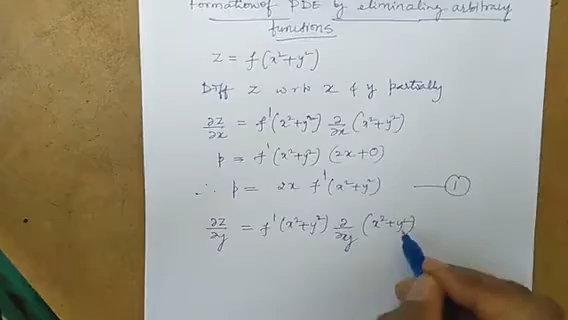 Formation of PDE by eliminating arbitrary
functions
z = f(x²+y²)
Diff z w.r.to x & y partially
∂z/∂x = f'(x²+y²) ∂/∂x (x²+y²)
p = f'(x²+y²) (2x+0)
∴ p = 2x f'(x²+y²) — 1
∂z/∂y = f'(x²+y²) ∂/∂y (x²+y²)